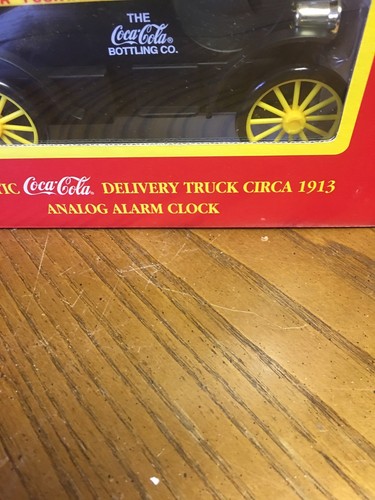 THE
Coca-Cola®
BOTTLING CO.
Coca-Cola® DELIVERY TRUCK CIRCA 1913
ANALOG ALARM CLOCK